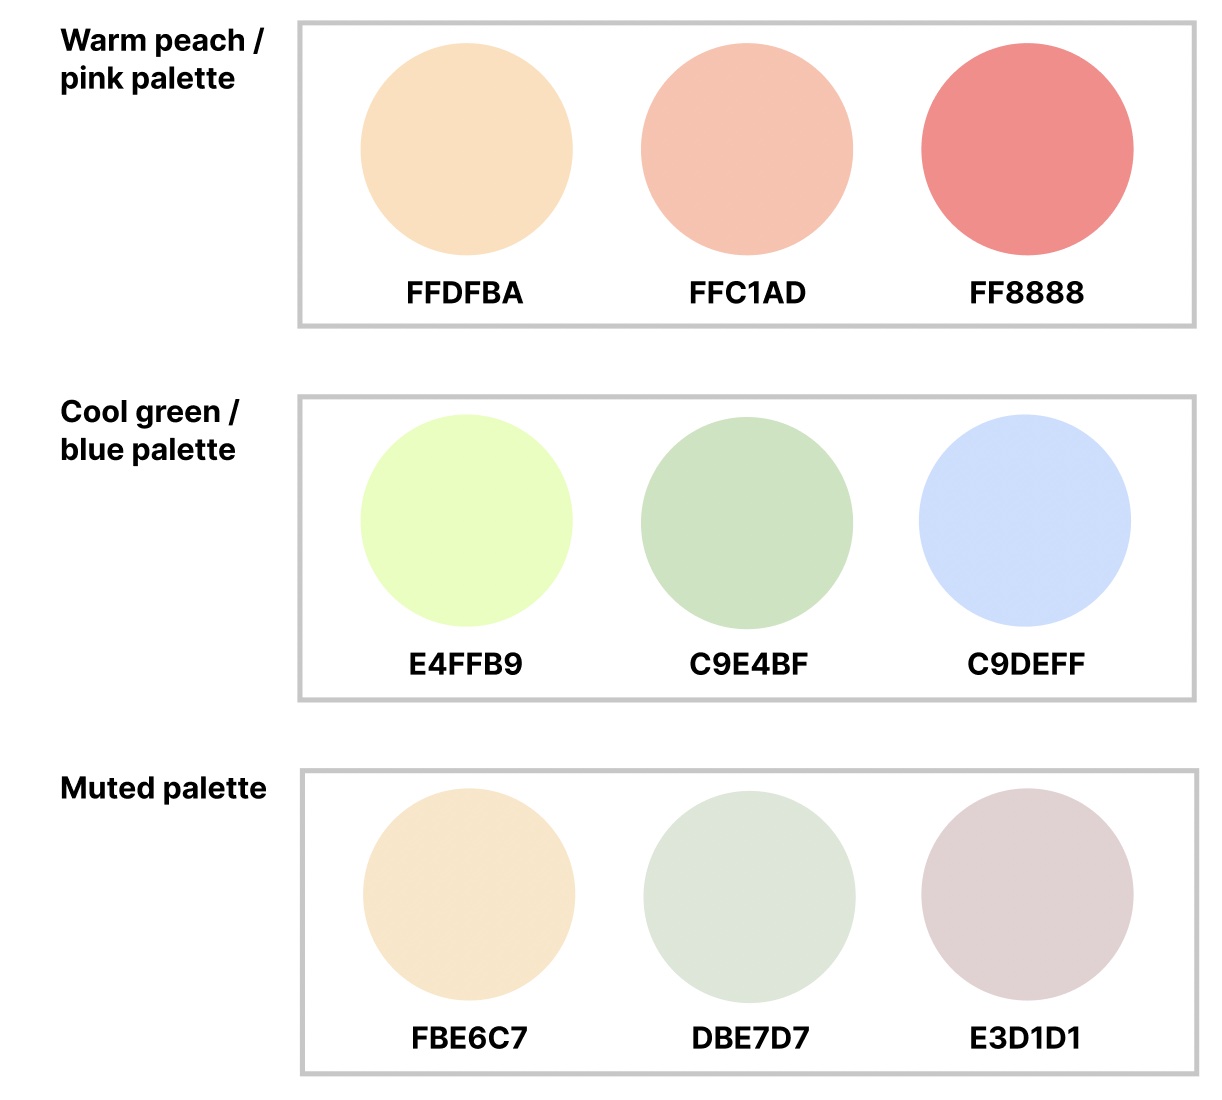 Warm peach /
pink palette
FFDFBA
FFC1AD
FF8888
Cool green /
blue palette
E4FFB9
C9E4BF
C9DEFF
Muted palette
FBE6C7
DBE7D7
E3D1D1